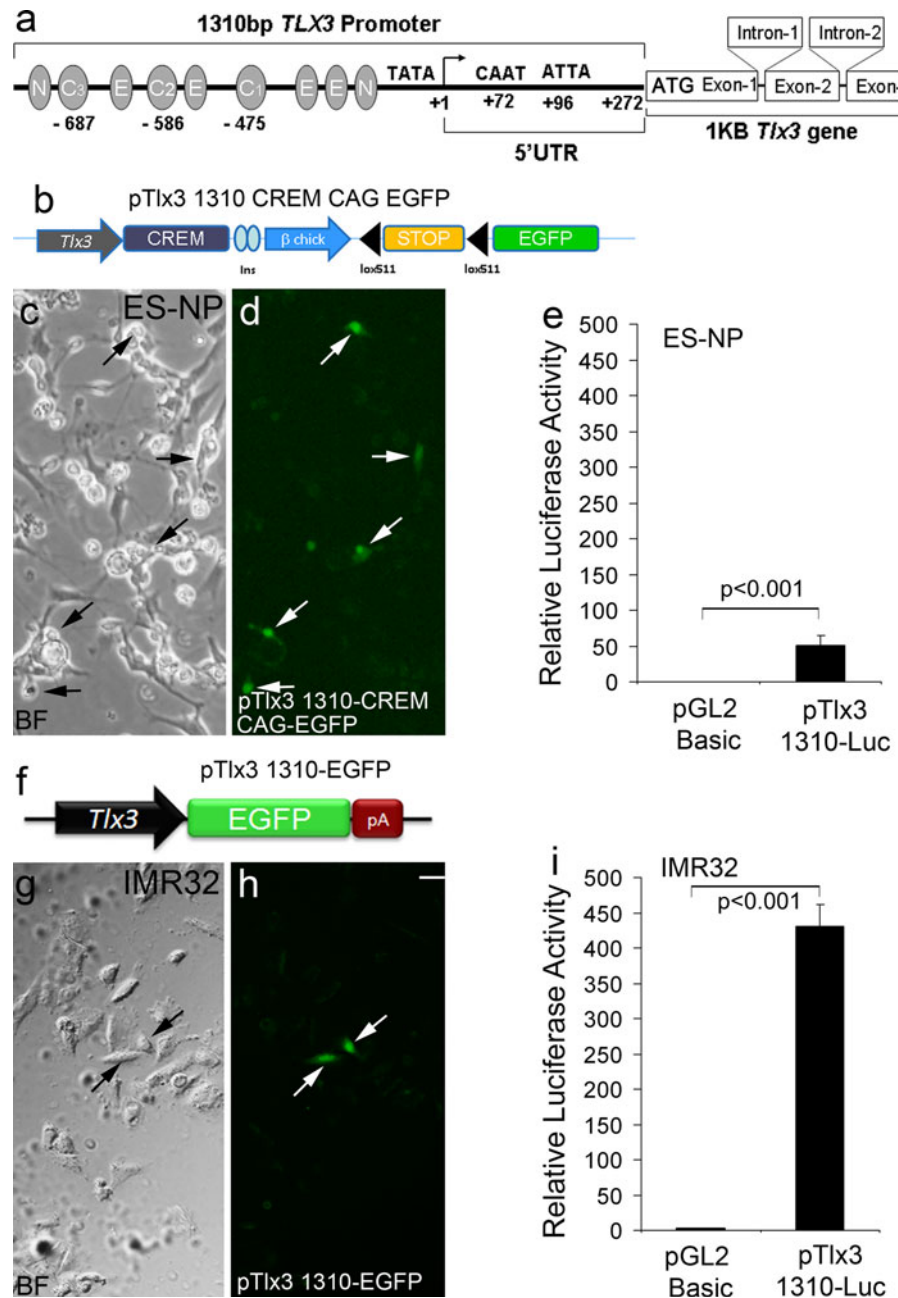 a
1310bp TLX3 Promoter
Intron-1 Intron-2
N C3 E C2 E C1 E E N
TATA CAAT ATTA
ATG Exon-1 Exon-2 Exon-
- 687 - 586 - 475 +1 +72 +96 +272
5'UTR
1KB Tlx3 gene
b
pTlx3 1310 CREM CAG EGFP
Tlx3 CREM β chick STOP EGFP
Ins lox511 lox511
c ES-NP
BF
d
pTlx3 1310-CREM
CAG-EGFP
e
ES-NP
Relative Luciferase Activity
500
450
400
350
300
250
200
150
100
50
0
p<0.001
pGL2
Basic
pTlx3
1310-Luc
f
pTlx3 1310-EGFP
Tlx3 EGFP pA
g IMR32
BF
h
pTlx3 1310-EGFP
i
IMR32
Relative Luciferase Activity
500
450
400
350
300
250
200
150
100
50
0
p<0.001
pGL2
Basic
pTlx3
1310-Luc